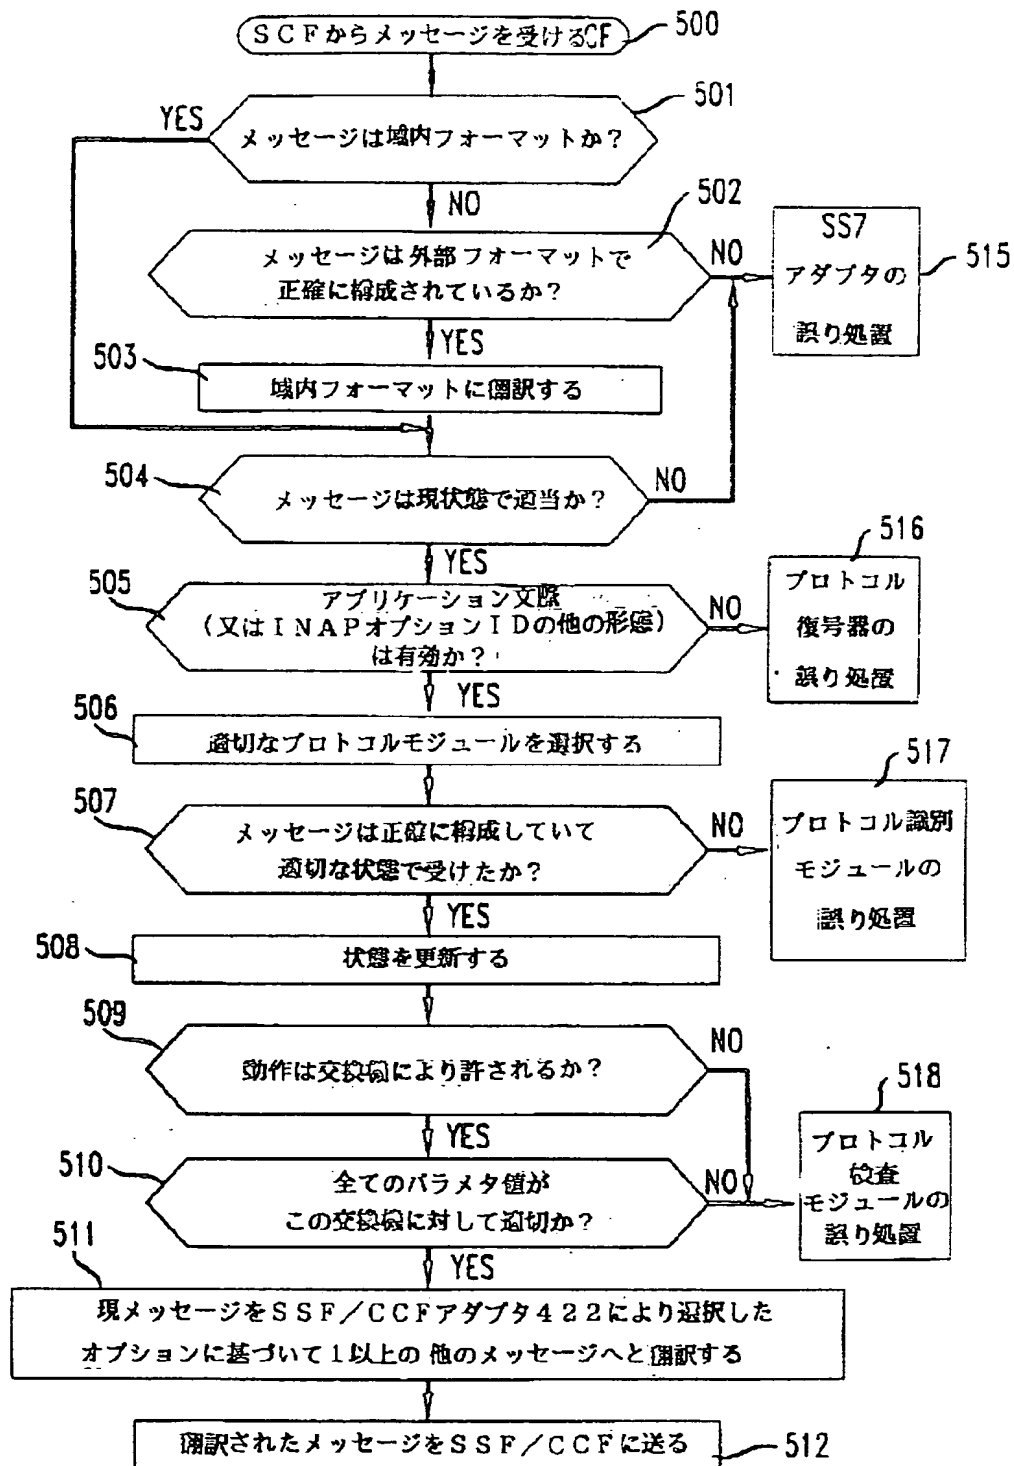 SCFからメッセージを受けるCF
500
501
YES
メッセージは域内フォーマットか?
NO
502
メッセージは外部フォーマットで
正確に構成されているか?
NO
SS7
アダプタの
誤り処置
515
YES
503
域内フォーマットに翻訳する
504
メッセージは現状態で適当か?
NO
YES
516
505
アプリケーション文脈
(又はINAPオプションIDの他の形態)
は有効か?
NO
プロトコル
復号器の
誤り処置
YES
506
適切なプロトコルモジュールを選択する
517
507
メッセージは正確に構成していて
適切な状態で受けたか?
NO
プロトコル識別
モジュールの
誤り処置
YES
508
状態を更新する
509
動作は交換機により許されるか?
NO
518
YES
510
全てのパラメタ値が
この交換機に対して適切か?
NO
プロトコル
検査
モジュールの
誤り処置
511
YES
現メッセージをSSF/CCFアダプタ422により選択した
オプションに基づいて1以上の他のメッセージへと翻訳する
翻訳されたメッセージをSSF/CCFに送る
512